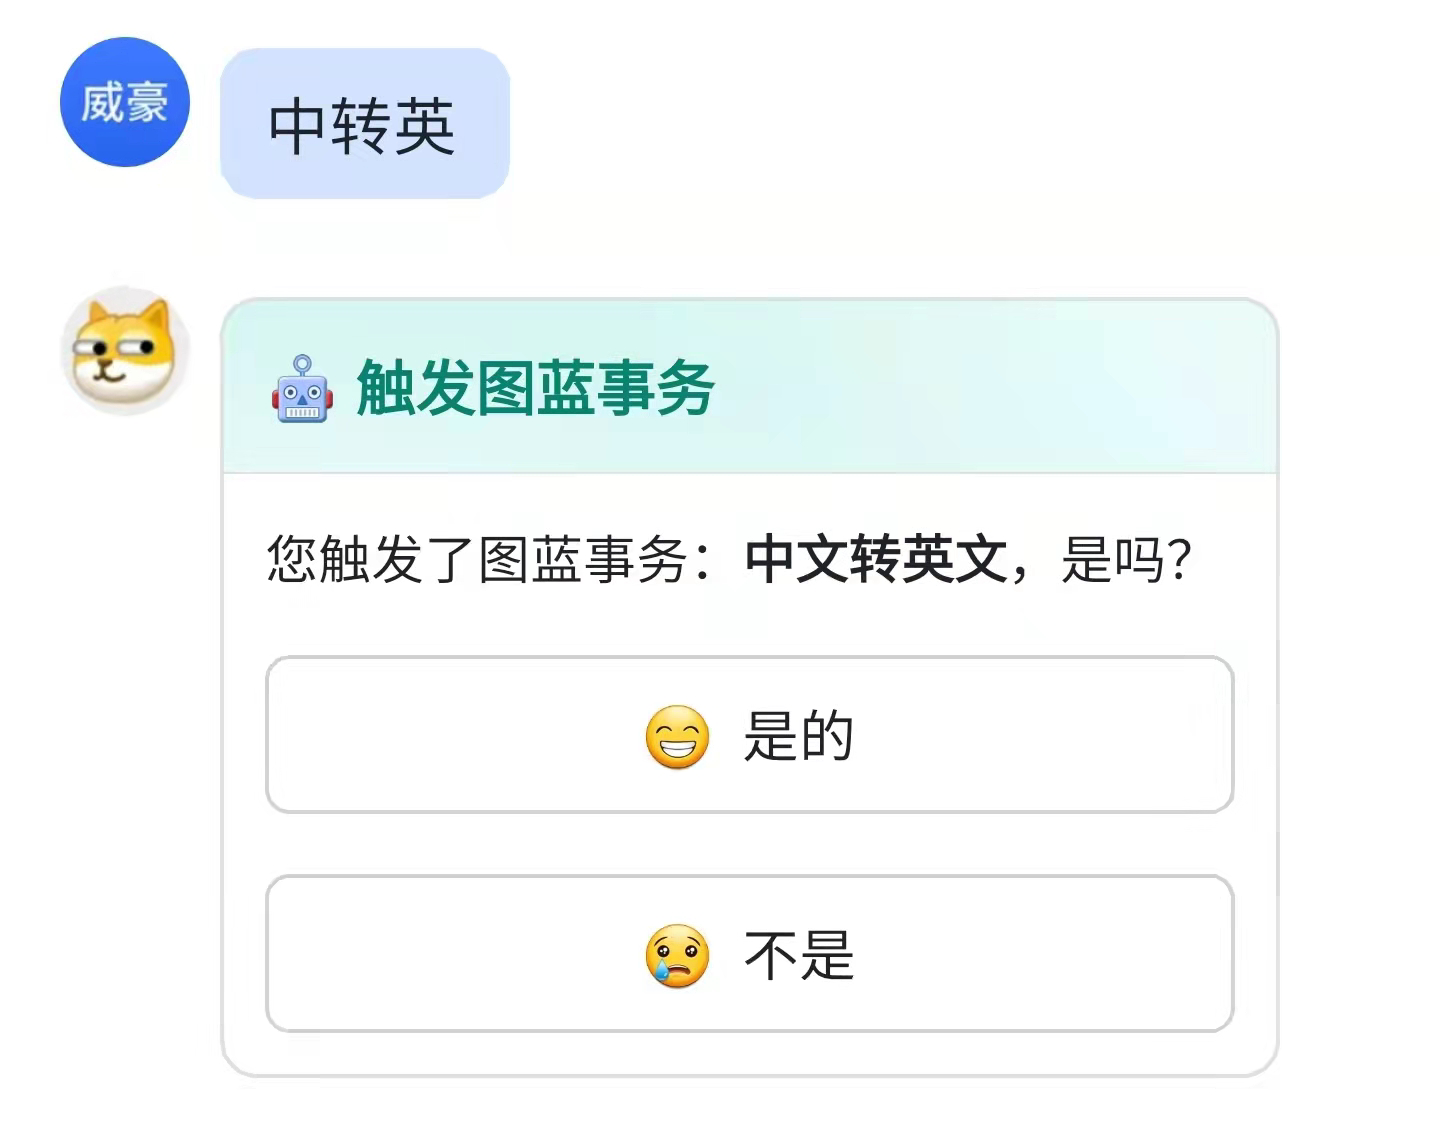 威豪
中转英
触发图蓝事务
您触发了图蓝事务：中文转英文，是吗？
是的
不是